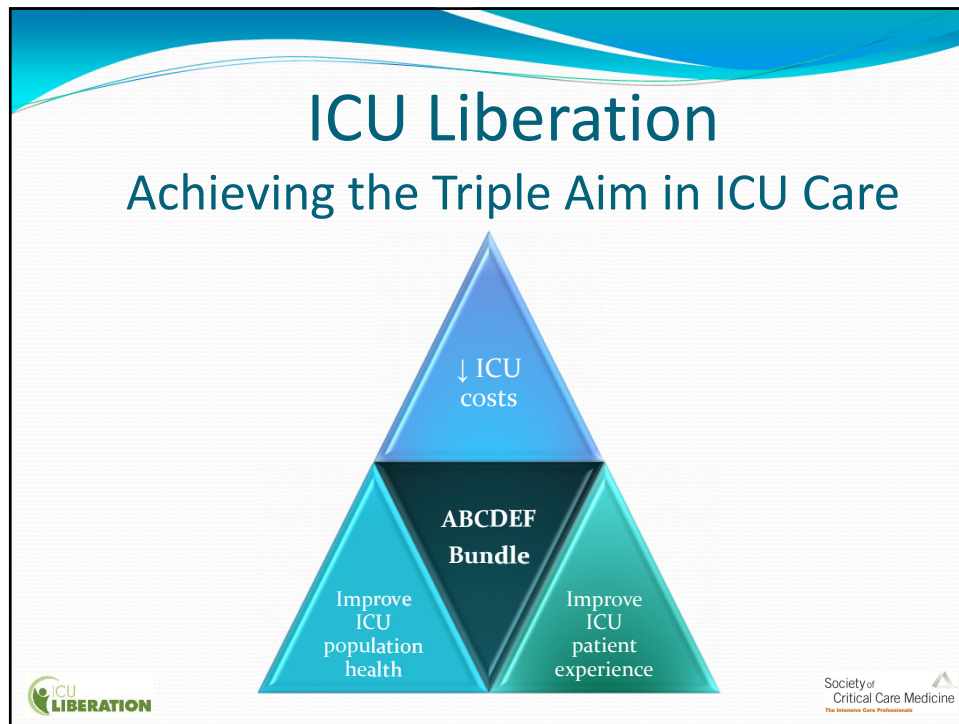 ICU Liberation
Achieving the Triple Aim in ICU Care
↓ ICU
costs
ABCDEF
Bundle
Improve
ICU
population
health
Improve
ICU
patient
experience
ICU
LIBERATION
Society of
Critical Care Medicine
The Intensive Care Professionals